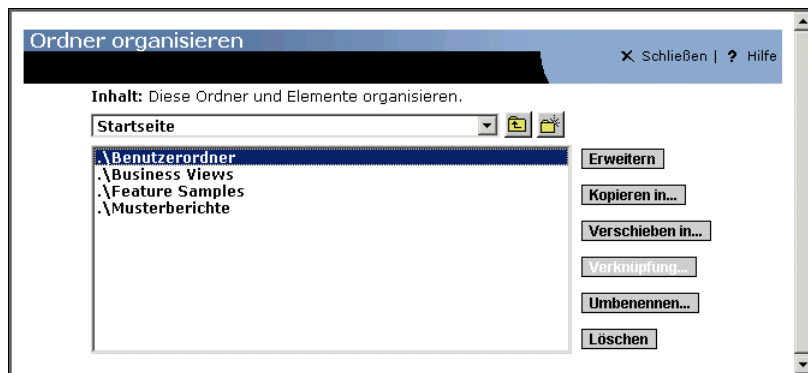 Ordner organisieren
X Schließen | ? Hilfe
Inhalt: Diese Ordner und Elemente organisieren.
Startseite
.\Benutzerordner
.\Business Views
.\Feature Samples
.\Musterberichte
Erweitern
Kopieren in...
Verschieben in...
Verknüpfung...
Umbenennen...
Löschen